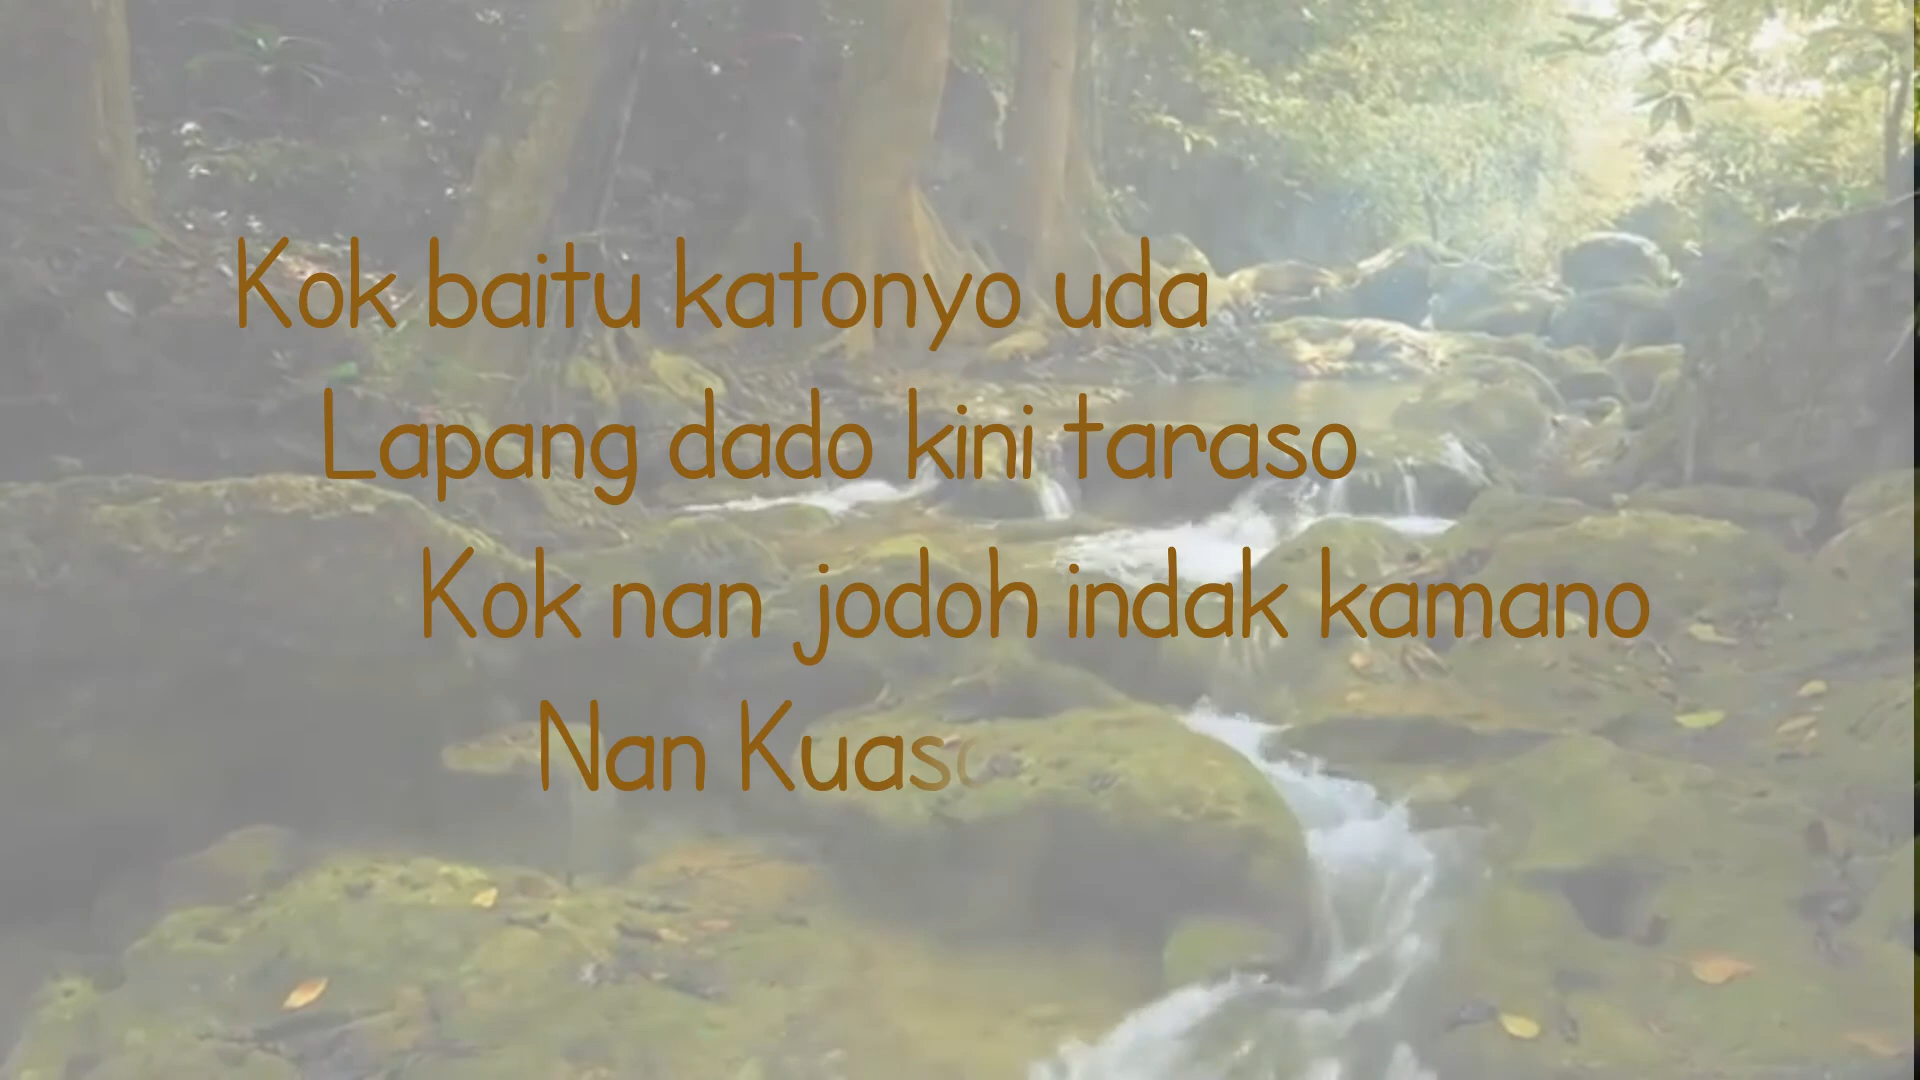 Kok baitu katonyo uda
Lapang dado kini taraso
Kok nan jodoh indak kamano
Nan Kuaso